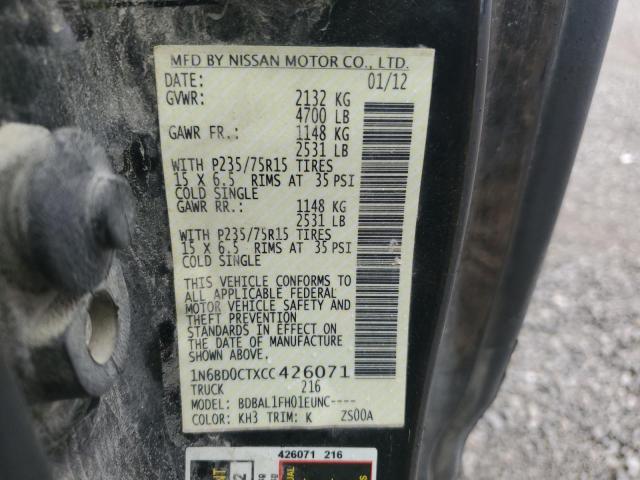 MFD BY NISSAN MOTOR CO., LTD.
DATE: 01/12
GVWR: 2132 KG
4700 LB
GAWR FR.: 1148 KG
2531 LB
WITH P235/75R15 TIRES
15 X 6.5 RIMS AT 35 PSI
COLD SINGLE
GAWR RR.: 1148 KG
2531 LB
WITH P235/75R15 TIRES
15 X 6.5 RIMS AT 35 PSI
COLD SINGLE
THIS VEHICLE CONFORMS TO
ALL APPLICABLE FEDERAL
MOTOR VEHICLE SAFETY AND
THEFT PREVENTION
STANDARDS IN EFFECT ON
THE DATE OF MANUFACTURE
SHOWN ABOVE.
1N6BD0CTXCC426071
TRUCK 216
MODEL: BDBAL1FH01EUNC----
COLOR: KH3 TRIM: K ZS00A
426071 216